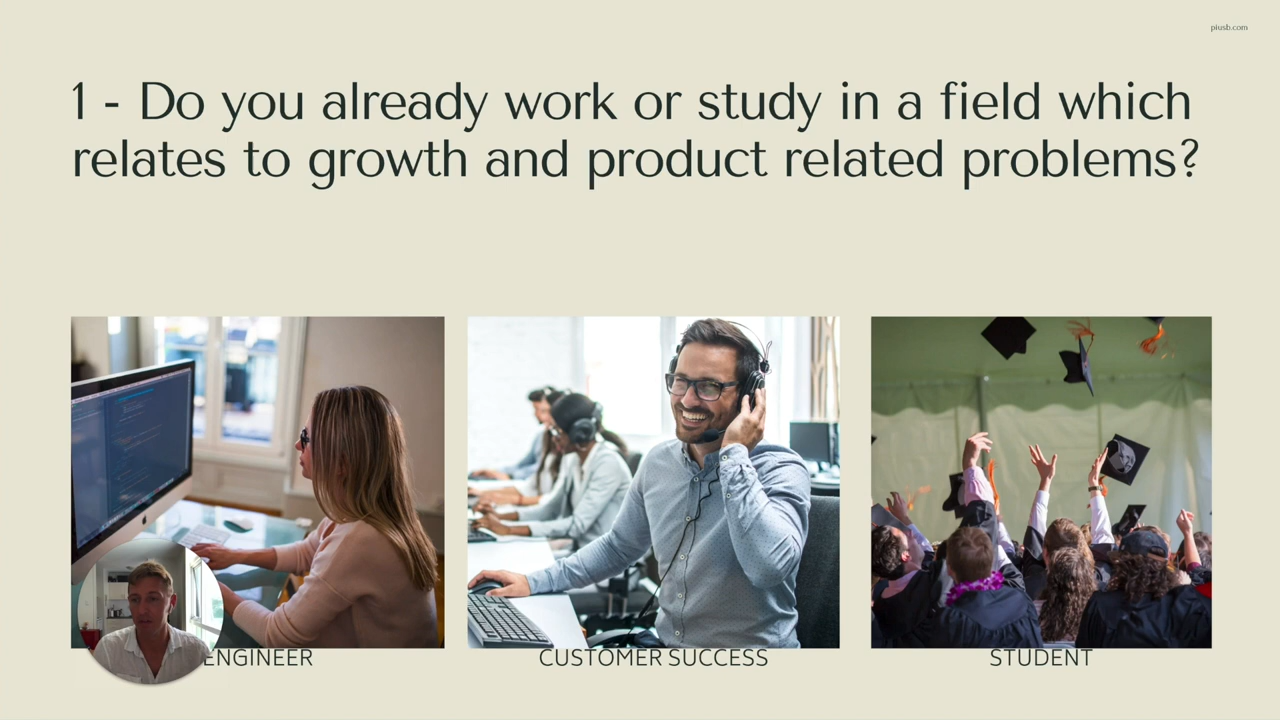 piusb.com
1 - Do you already work or study in a field which
relates to growth and product related problems?
ENGINEER
CUSTOMER SUCCESS
STUDENT